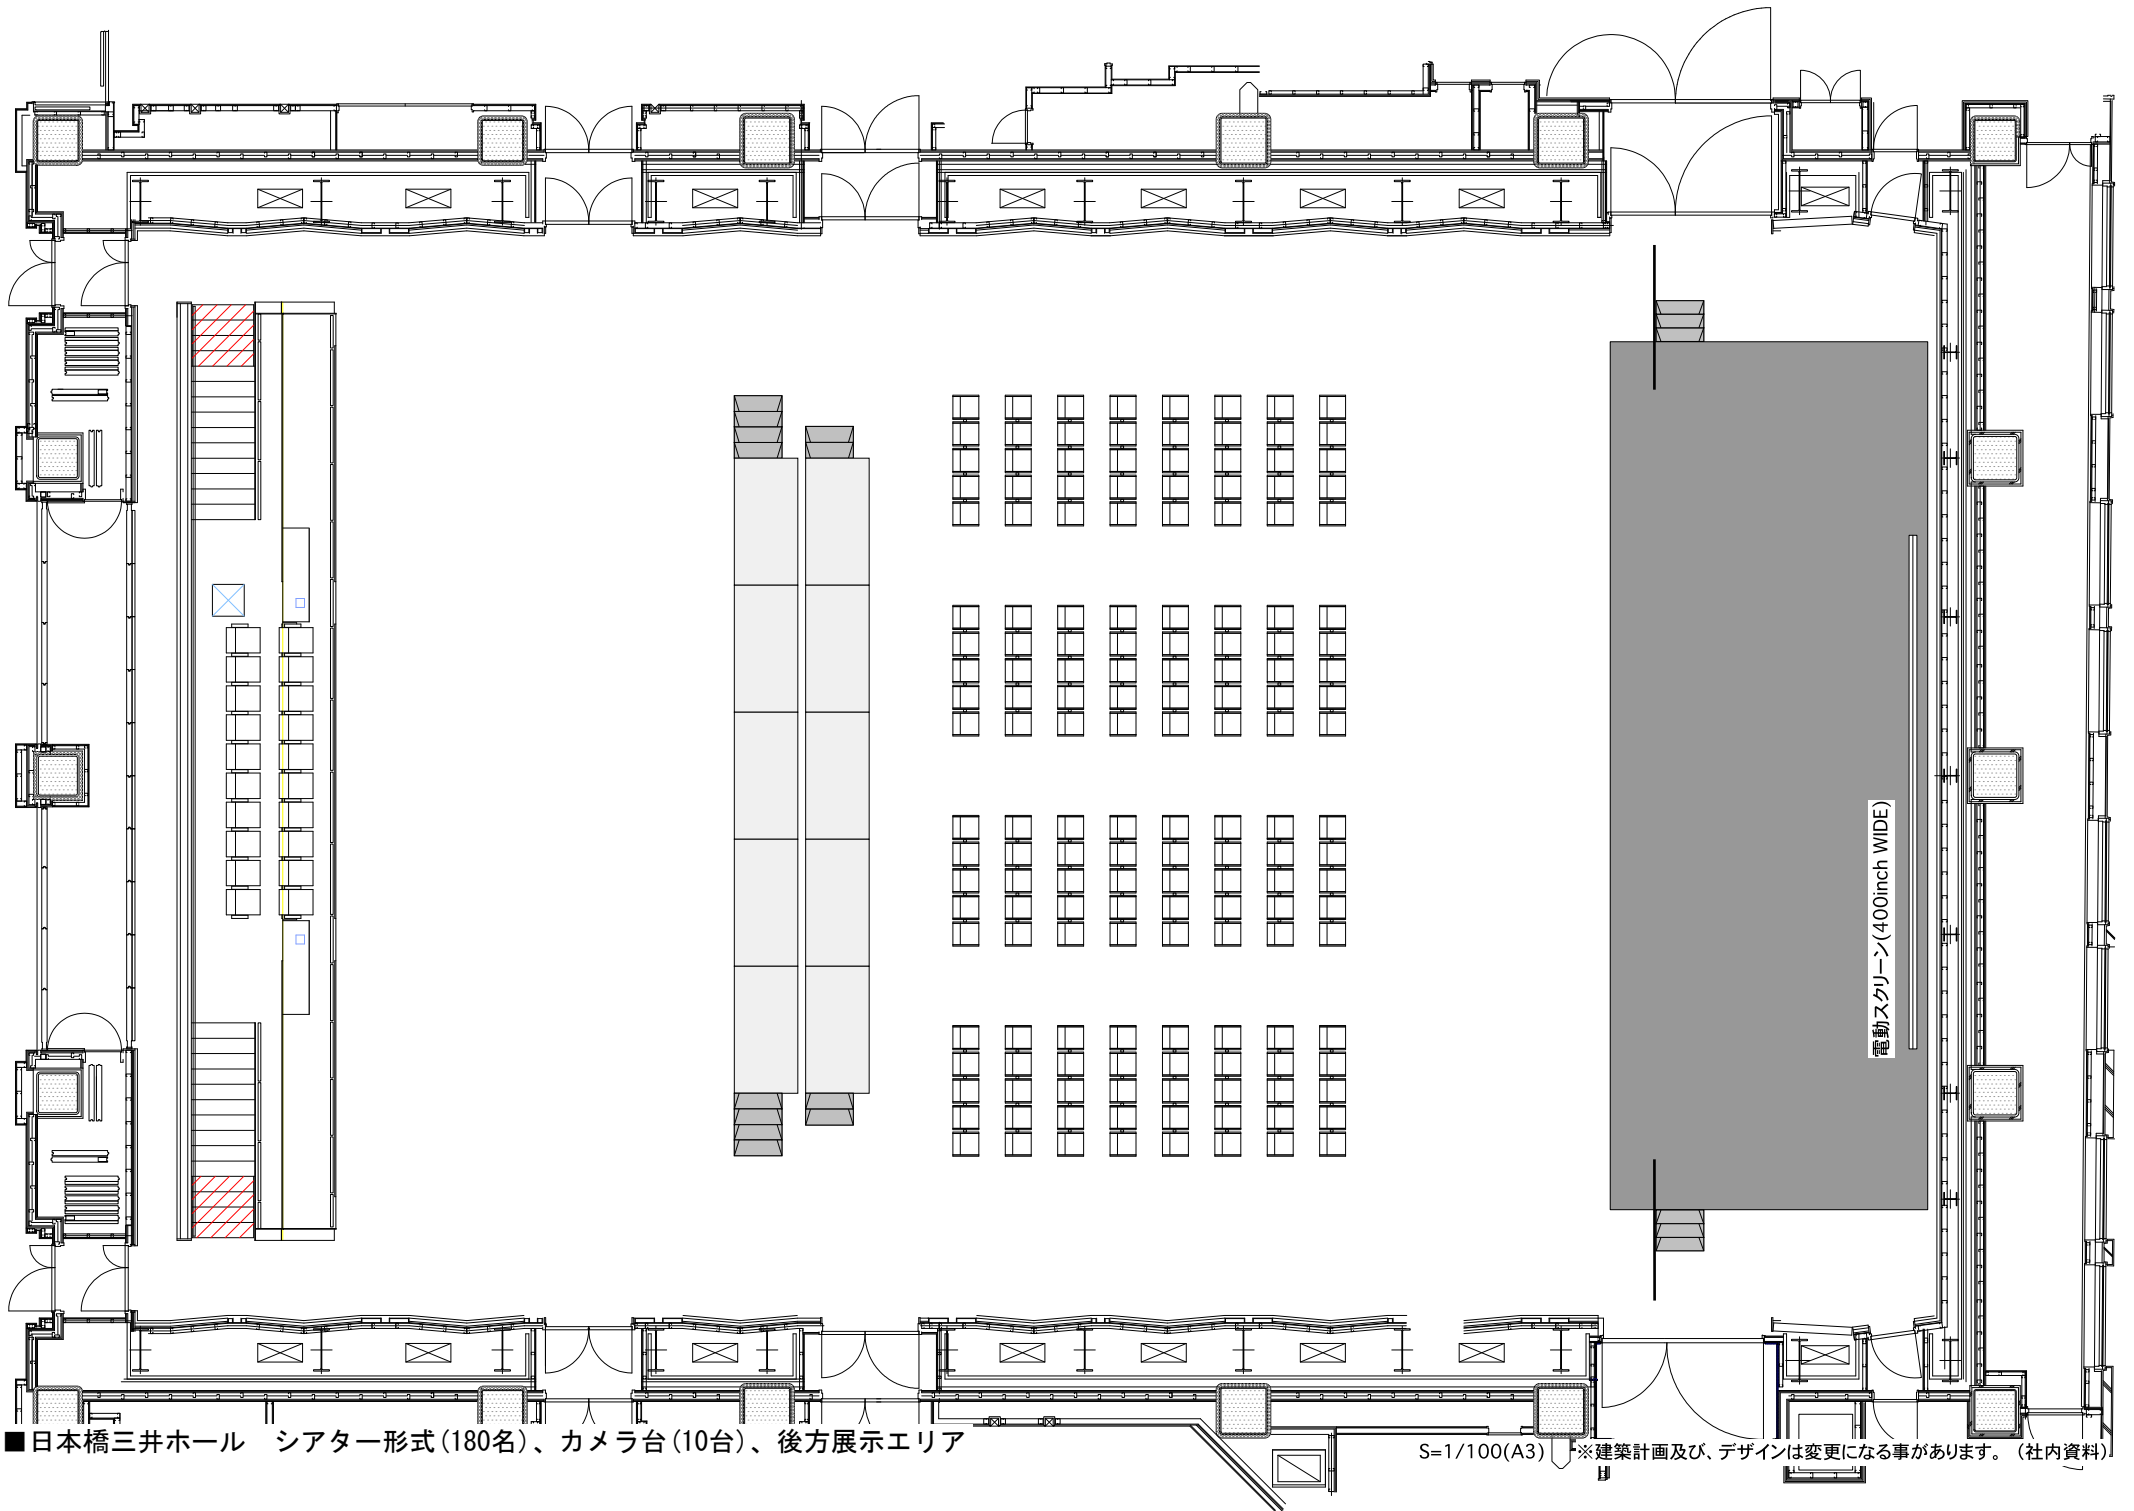 電動スクリーン(400inch WIDE)
■日本橋三井ホール　シアター形式(180名)、カメラ台(10台)、後方展示エリア
S=1/100(A3)　※建築計画及び、デザインは変更になる事があります。（社内資料）